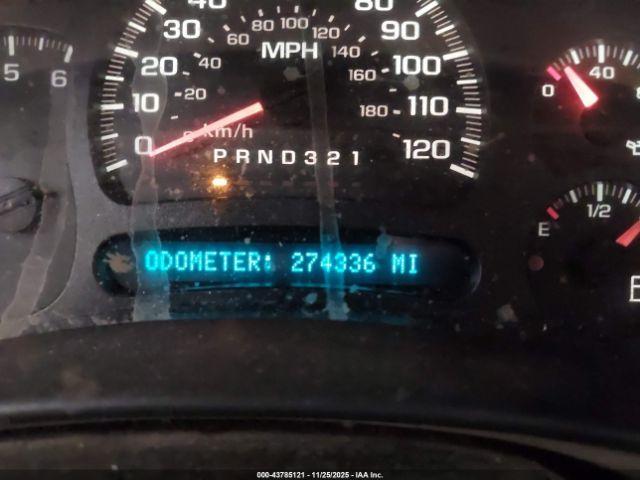 40 80
30 60 80 100 120 90
MPH 140
5 6 20 40 160 100 0 40
10 20 180 110
0 km/h 120
PRND321
E 1/2
ODOMETER: 274336 MI
000-43785121 - 11/25/2025 - IAA Inc.